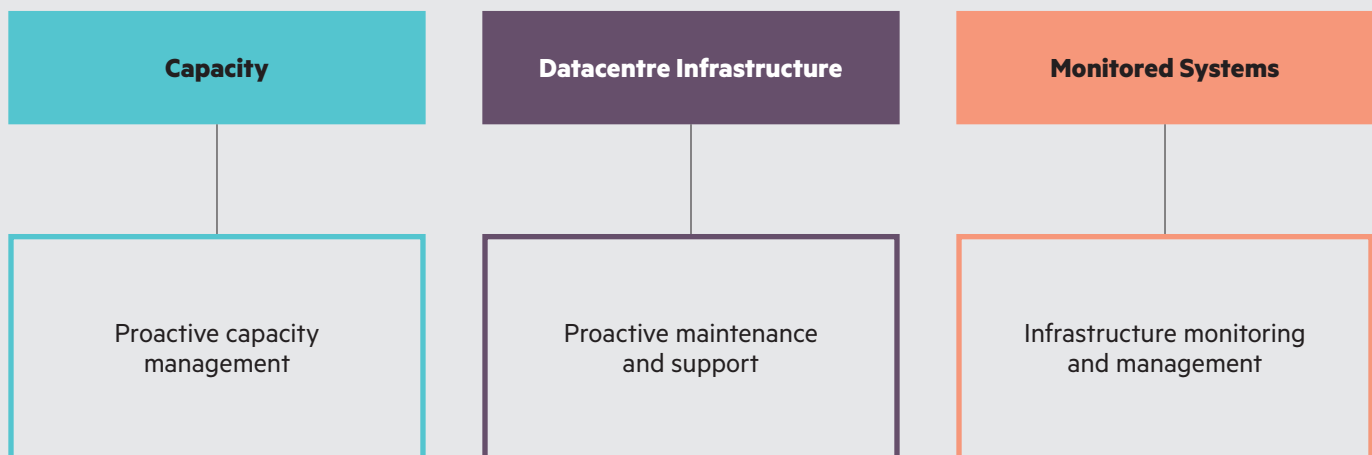 Capacity
Datacentre Infrastructure
Monitored Systems
Proactive capacity
management
Proactive maintenance
and support
Infrastructure monitoring
and management